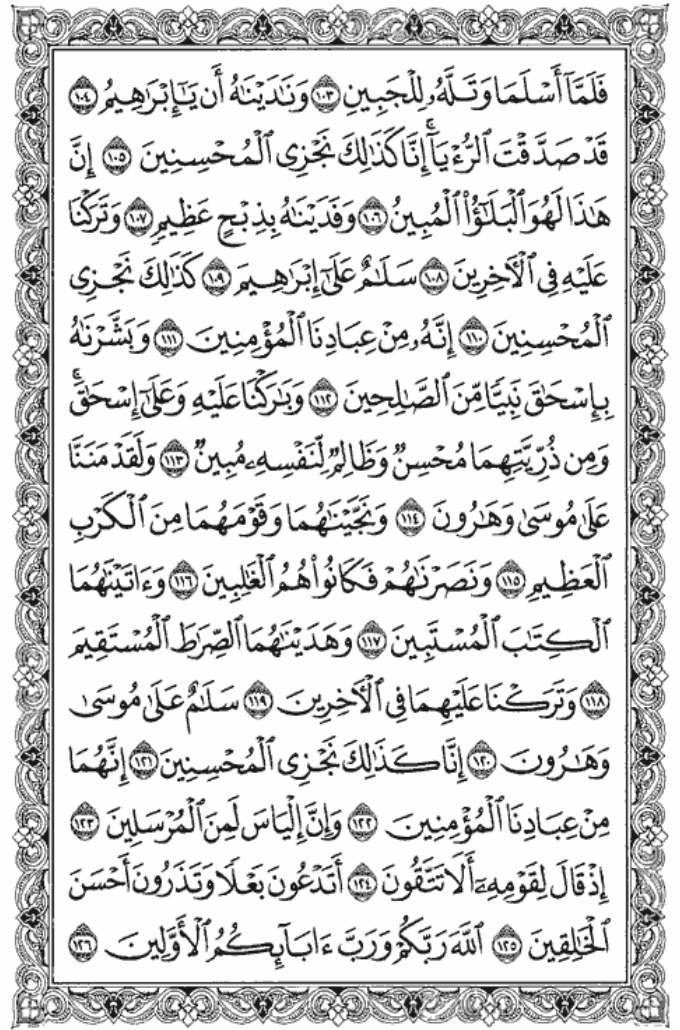 فَلَمَّآ أَسْلَمَا وَتَلَّهُۥ لِلْجَبِينِ ١٠٣ وَنَٰدَيْنَٰهُ أَن يَٰٓإِبْرَٰهِيمُ ١٠٤
قَدْ صَدَّقْتَ ٱلرُّءْيَآ ۚ إِنَّا كَذَٰلِكَ نَجْزِى ٱلْمُحْسِنِينَ ١٠٥ إِنَّ
هَٰذَا لَهُوَ ٱلْبَلَٰٓؤُا۟ ٱلْمُبِينُ ١٠٦ وَفَدَيْنَٰهُ بِذِبْحٍ عَظِيمٍ ١٠٧ وَتَرَكْنَا
عَلَيْهِ فِى ٱلْأَخِرِينَ ١٠٨ سَلَٰمٌ عَلَىٰٓ إِبْرَٰهِيمَ ١٠٩ كَذَٰلِكَ نَجْزِى
ٱلْمُحْسِنِينَ ١١٠ إِنَّهُۥ مِنْ عِبَادِنَا ٱلْمُؤْمِنِينَ ١١١ وَبَشَّرْنَٰهُ
بِإِسْحَٰقَ نَبِيًّا مِّنَ ٱلصَّٰلِحِينَ ١١٢ وَبَٰرَكْنَا عَلَيْهِ وَعَلَىٰٓ إِسْحَٰقَ ۚ
وَمِن ذُرِّيَّتِهِمَا مُحْسِنٌ وَظَالِمٌ لِّنَفْسِهِۦ مُبِينٌ ١١٣ وَلَقَدْ مَنَنَّا
عَلَىٰ مُوسَىٰ وَهَٰرُونَ ١١٤ وَنَجَّيْنَٰهُمَا وَقَوْمَهُمَا مِنَ ٱلْكَرْبِ
ٱلْعَظِيمِ ١١٥ وَنَصَرْنَٰهُمْ فَكَانُوا۟ هُمُ ٱلْغَٰلِبِينَ ١١٦ وَءَاتَيْنَٰهُمَا
ٱلْكِتَٰبَ ٱلْمُسْتَبِينَ ١١٧ وَهَدَيْنَٰهُمَا ٱلصِّرَٰطَ ٱلْمُسْتَقِيمَ
١١٨ وَتَرَكْنَا عَلَيْهِمَا فِى ٱلْأَخِرِينَ ١١٩ سَلَٰمٌ عَلَىٰ مُوسَىٰ
وَهَٰرُونَ ١٢٠ إِنَّا كَذَٰلِكَ نَجْزِى ٱلْمُحْسِنِينَ ١٢١ إِنَّهُمَا
مِنْ عِبَادِنَا ٱلْمُؤْمِنِينَ ١٢٢ وَإِنَّ إِلْيَاسَ لَمِنَ ٱلْمُرْسَلِينَ ١٢٣
إِذْ قَالَ لِقَوْمِهِۦٓ أَلَا تَتَّقُونَ ١٢٤ أَتَدْعُونَ بَعْلًا وَتَذَرُونَ أَحْسَنَ
ٱلْخَٰلِقِينَ ١٢٥ ٱللَّهَ رَبَّكُمْ وَرَبَّ ءَابَآئِكُمُ ٱلْأَوَّلِينَ ١٢٦